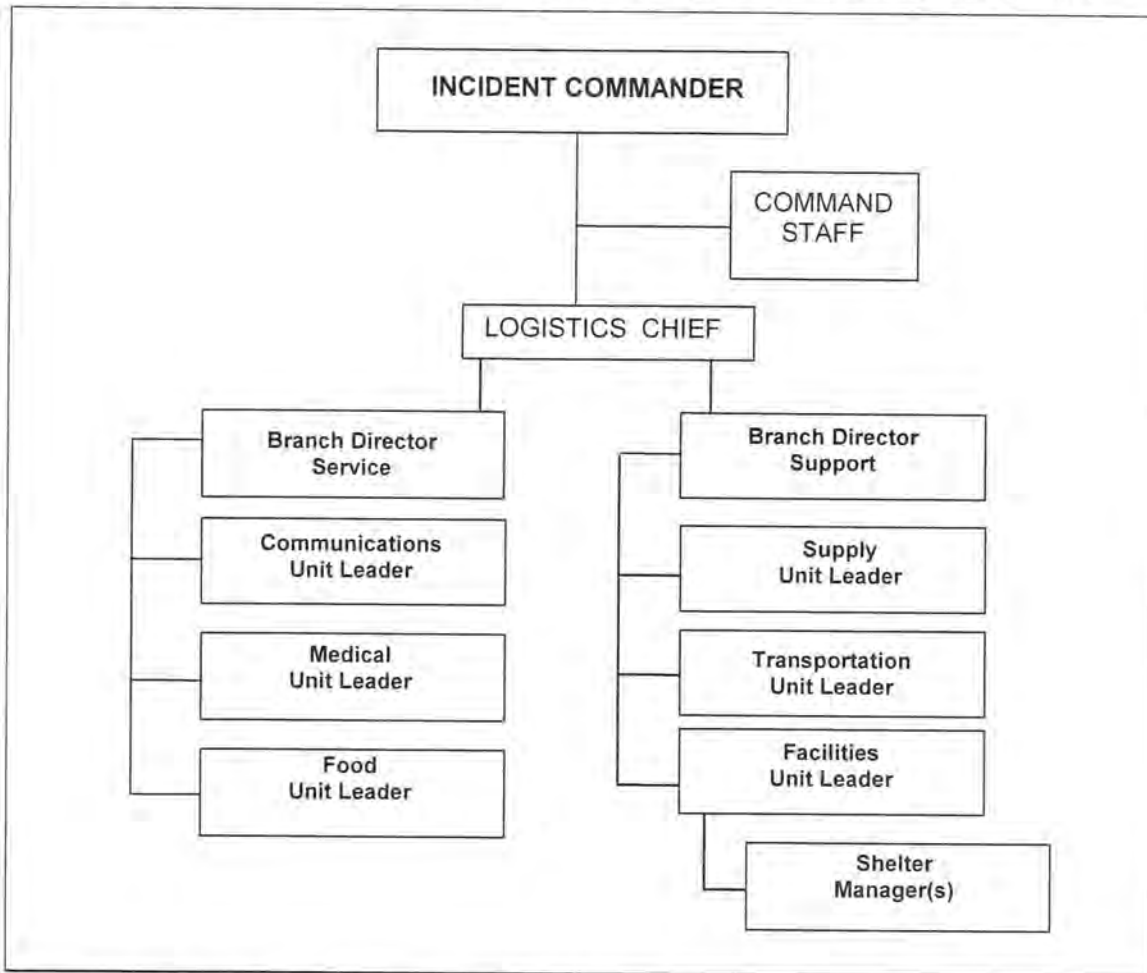 INCIDENT COMMANDER
COMMAND
STAFF
LOGISTICS CHIEF
Branch Director
Service
Communications
Unit Leader
Medical
Unit Leader
Food
Unit Leader
Branch Director
Support
Supply
Unit Leader
Transportation
Unit Leader
Facilities
Unit Leader
Shelter
Manager(s)